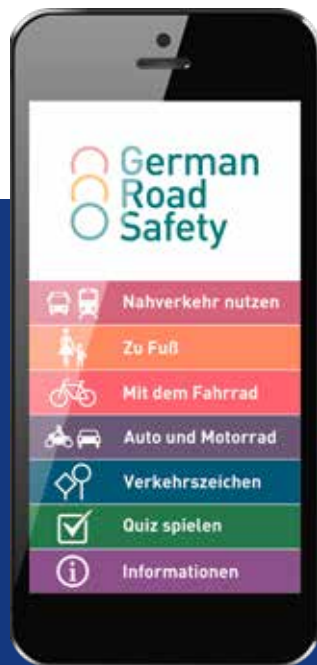 German
Road
Safety
Nahverkehr nutzen
Zu Fuß
Mit dem Fahrrad
Auto und Motorrad
Verkehrszeichen
Quiz spielen
Informationen